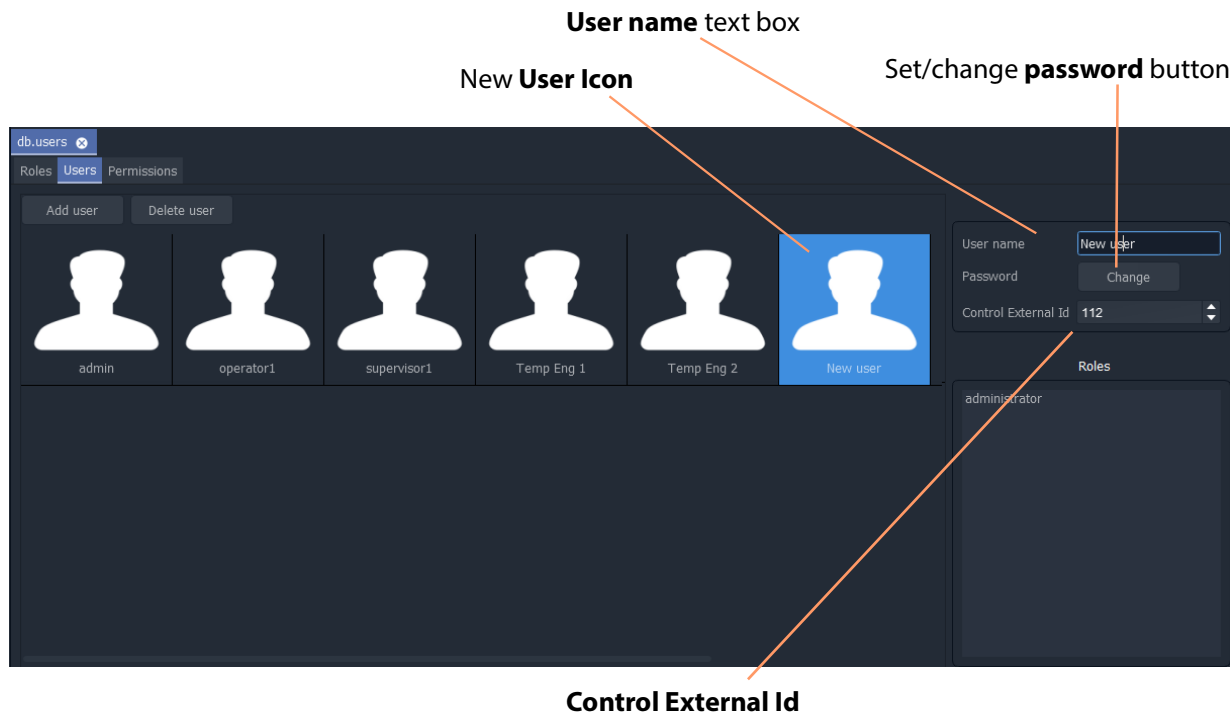 User name text box
New User Icon
Set/change password button
db.users
Roles Users Permissions
Add user Delete user
admin operator1 supervisor1 Temp Eng 1 Temp Eng 2 New user
User name New user
Password Change
Control External Id 112
Roles
administrator
Control External Id